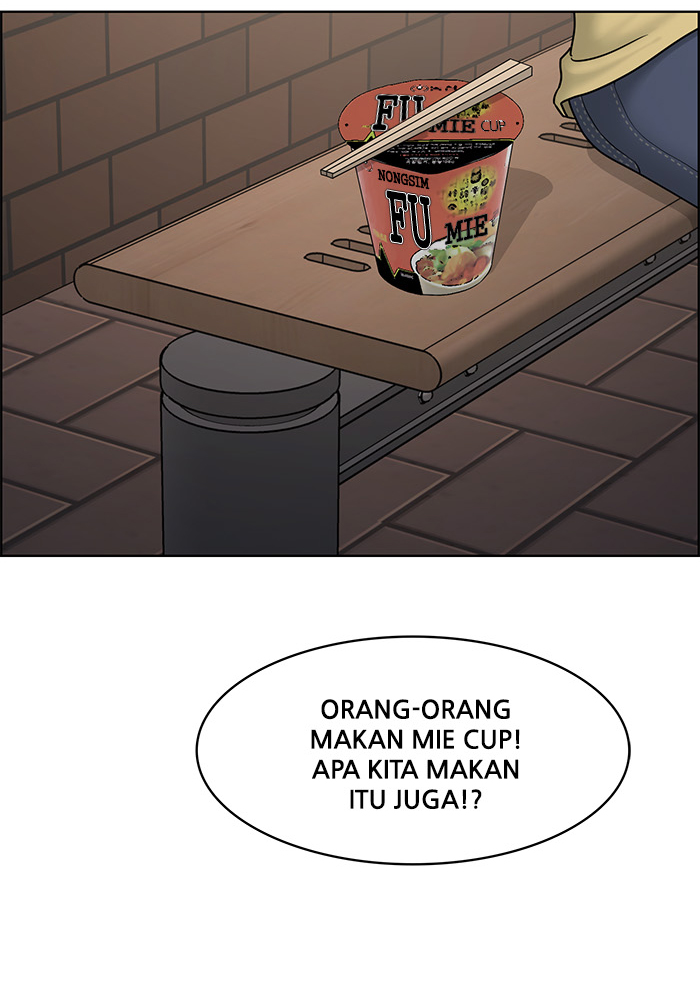 FU
MIE CUP
NONGSIM
FU
MIE
ORANG-ORANG
MAKAN MIE CUP!
APA KITA MAKAN
ITU JUGA!?